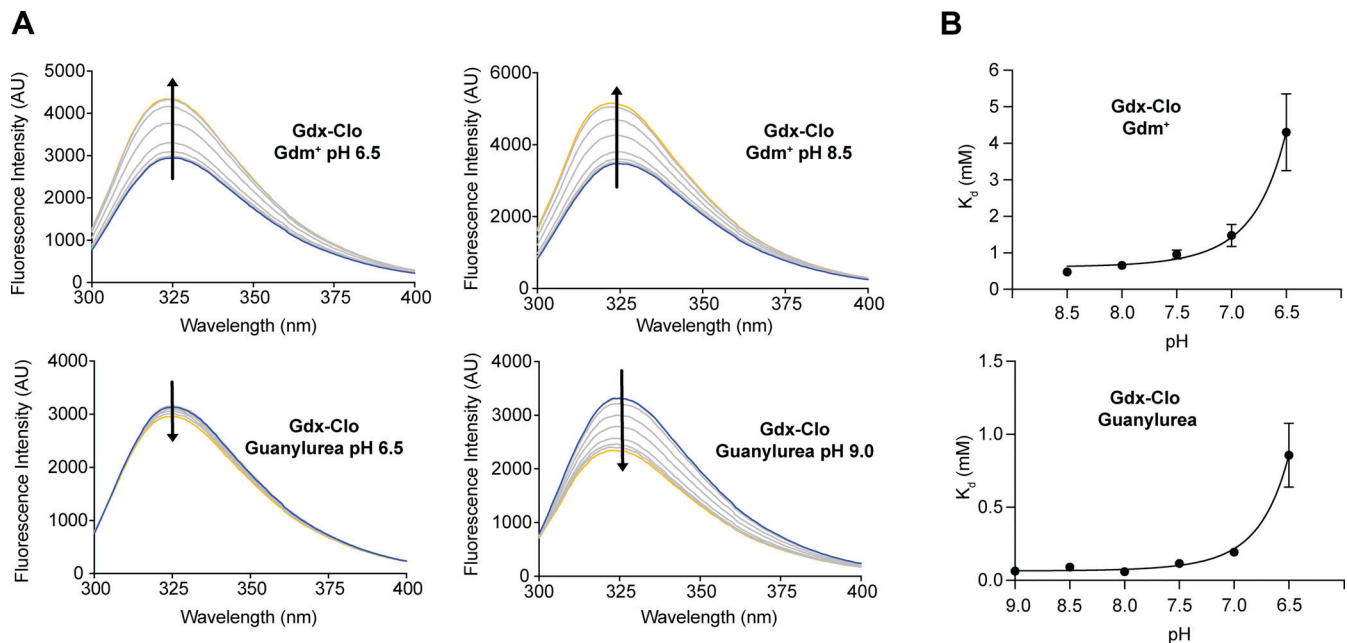 A
Fluorescence Intensity (AU)
5000
4000
3000
2000
1000
0
300
325
350
375
400
Wavelength (nm)
Gdx-Clo
Gdm⁺ pH 6.5
Fluorescence Intensity (AU)
6000
4000
2000
0
300
325
350
375
400
Wavelength (nm)
Gdx-Clo
Gdm⁺ pH 8.5
Fluorescence Intensity (AU)
4000
3000
2000
1000
0
300
325
350
375
400
Wavelength (nm)
Gdx-Clo
Guanylurea pH 6.5
Fluorescence Intensity (AU)
4000
3000
2000
1000
0
300
325
350
375
400
Wavelength (nm)
Gdx-Clo
Guanylurea pH 9.0
B
K_d (mM)
6
5
4
3
2
1
0
8.5
8.0
7.5
7.0
6.5
pH
Gdx-Clo
Gdm⁺
K_d (mM)
1.5
1.0
0.5
0.0
9.0
8.5
8.0
7.5
7.0
6.5
pH
Gdx-Clo
Guanylurea